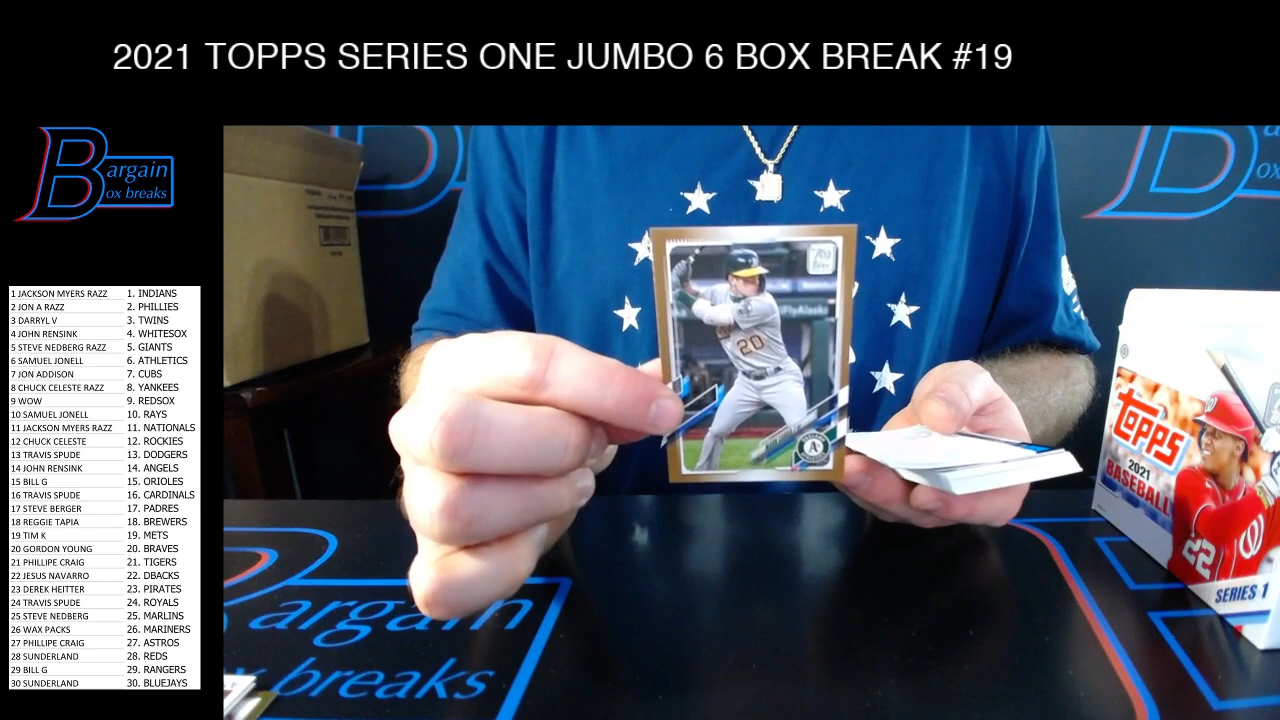 2021 TOPPS SERIES ONE JUMBO 6 BOX BREAK #19
Bargain
Box breaks
1 JACKSON MYERS RAZZ 1. INDIANS
2 JON A RAZZ 2. PHILLIES
3 DARRYL V 3. TWINS
4 JOHN RENSINK 4. WHITESOX
5 STEVE NEDBERG RAZZ 5. GIANTS
6 SAMUEL JONELL 6. ATHLETICS
7 JON ADDISON 7. CUBS
8 CHUCK CELESTE RAZZ 8. YANKEES
9 WOW 9. REDSOX
10 SAMUEL JONELL 10. RAYS
11 JACKSON MYERS RAZZ 11. NATIONALS
12 CHUCK CELESTE 12. ROCKIES
13 TRAVIS SPUDE 13. DODGERS
14 JOHN RENSINK 14. ANGELS
15 BILL G 15. ORIOLES
16 TRAVIS SPUDE 16. CARDINALS
17 STEVE BERGER 17. PADRES
18 REGGIE TAPIA 18. BREWERS
19 TIM K 19. METS
20 GORDON YOUNG 20. BRAVES
21 PHILLIPE CRAIG 21. TIGERS
22 JESUS NAVARRO 22. DBACKS
23 DEREK HEITTER 23. PIRATES
24 TRAVIS SPUDE 24. ROYALS
25 STEVE NEDBERG 25. MARLINS
26 WAX PACKS 26. MARINERS
27 PHILLIPE CRAIG 27. ASTROS
28 SUNDERLAND 28. REDS
29 BILL G 29. RANGERS
30 SUNDERLAND 30. BLUEJAYS
70
FlyAlaska
20
A
TOPPS
2021
BASEBALL
22
SERIES 1
argain
x breaks